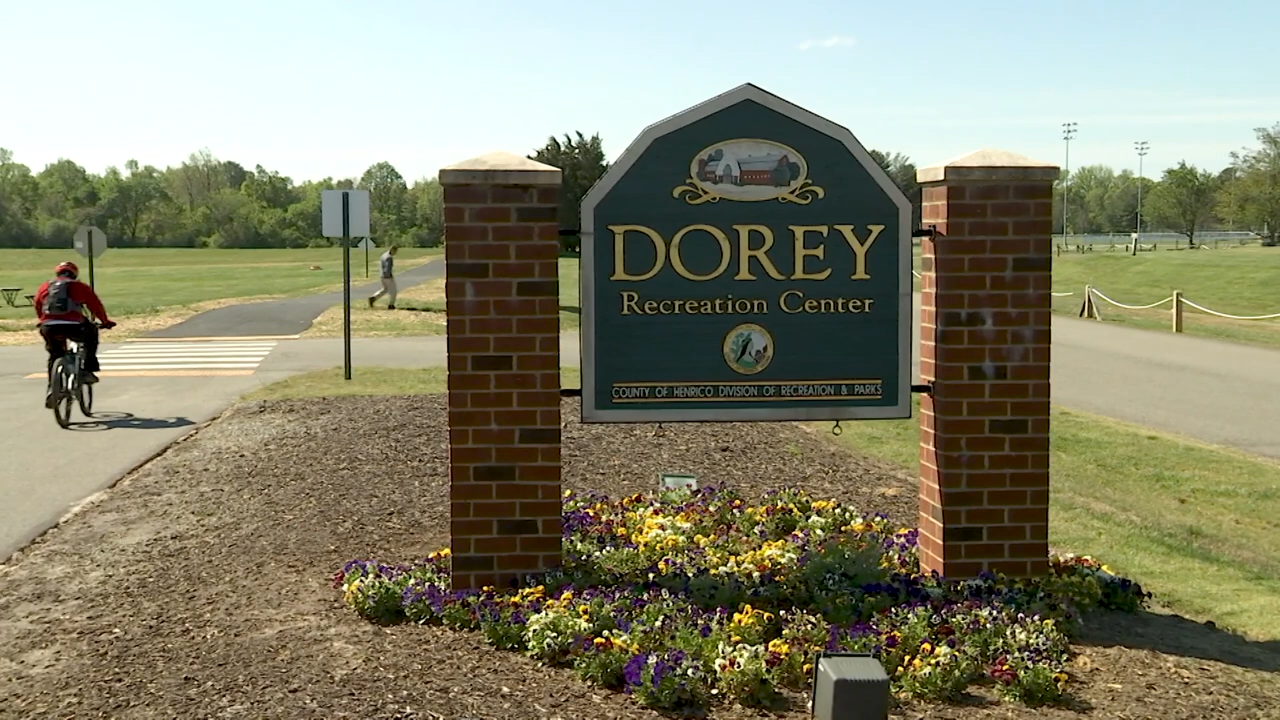 DOREY
Recreation Center
COUNTY OF HENRICO DIVISION OF RECREATION & PARKS